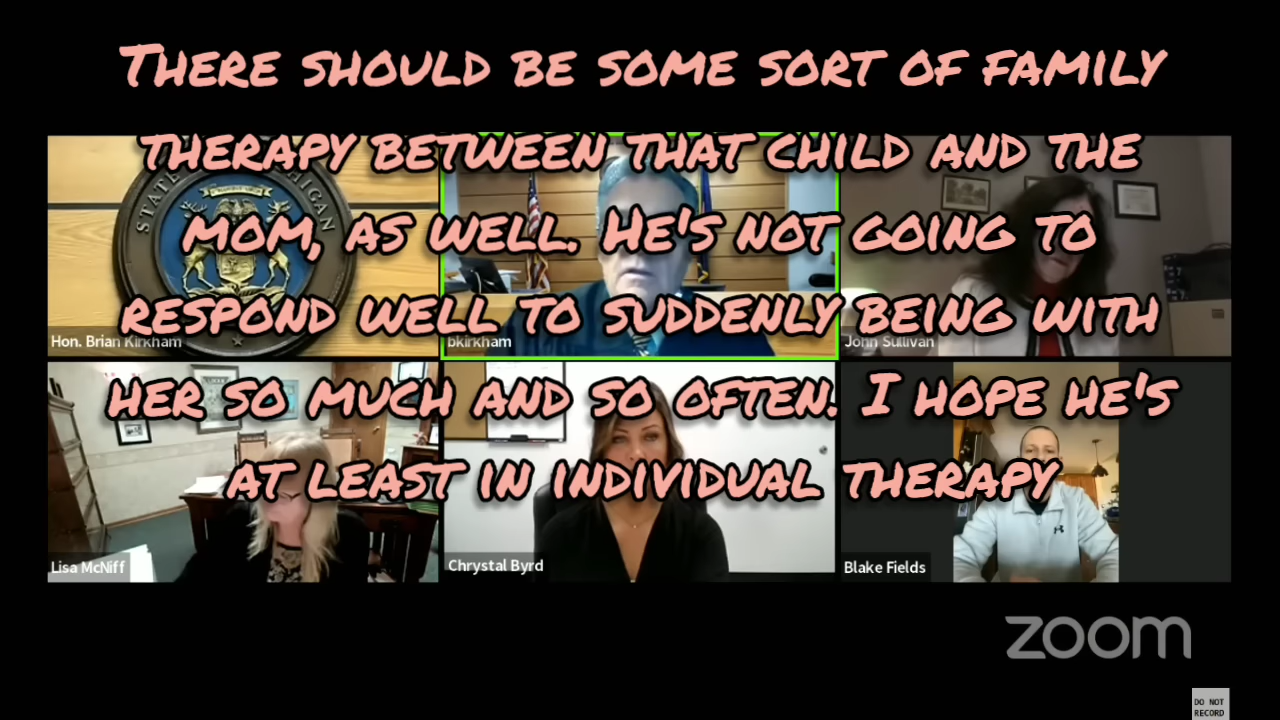 THERE SHOULD BE SOME SORT OF FAMILY
THERAPY BETWEEN THAT CHILD AND THE
MOM, AS WELL. HE'S NOT GOING TO
RESPOND WELL TO SUDDENLY BEING WITH
HER SO MUCH AND SO OFTEN. I HOPE HE'S
AT LEAST IN INDIVIDUAL THERAPY
Hon. Brian Kirkham
bkirkham
John Sullivan
Lisa McNiff
Chrystal Byrd
Blake Fields
zoom
DO NOT
RECORD